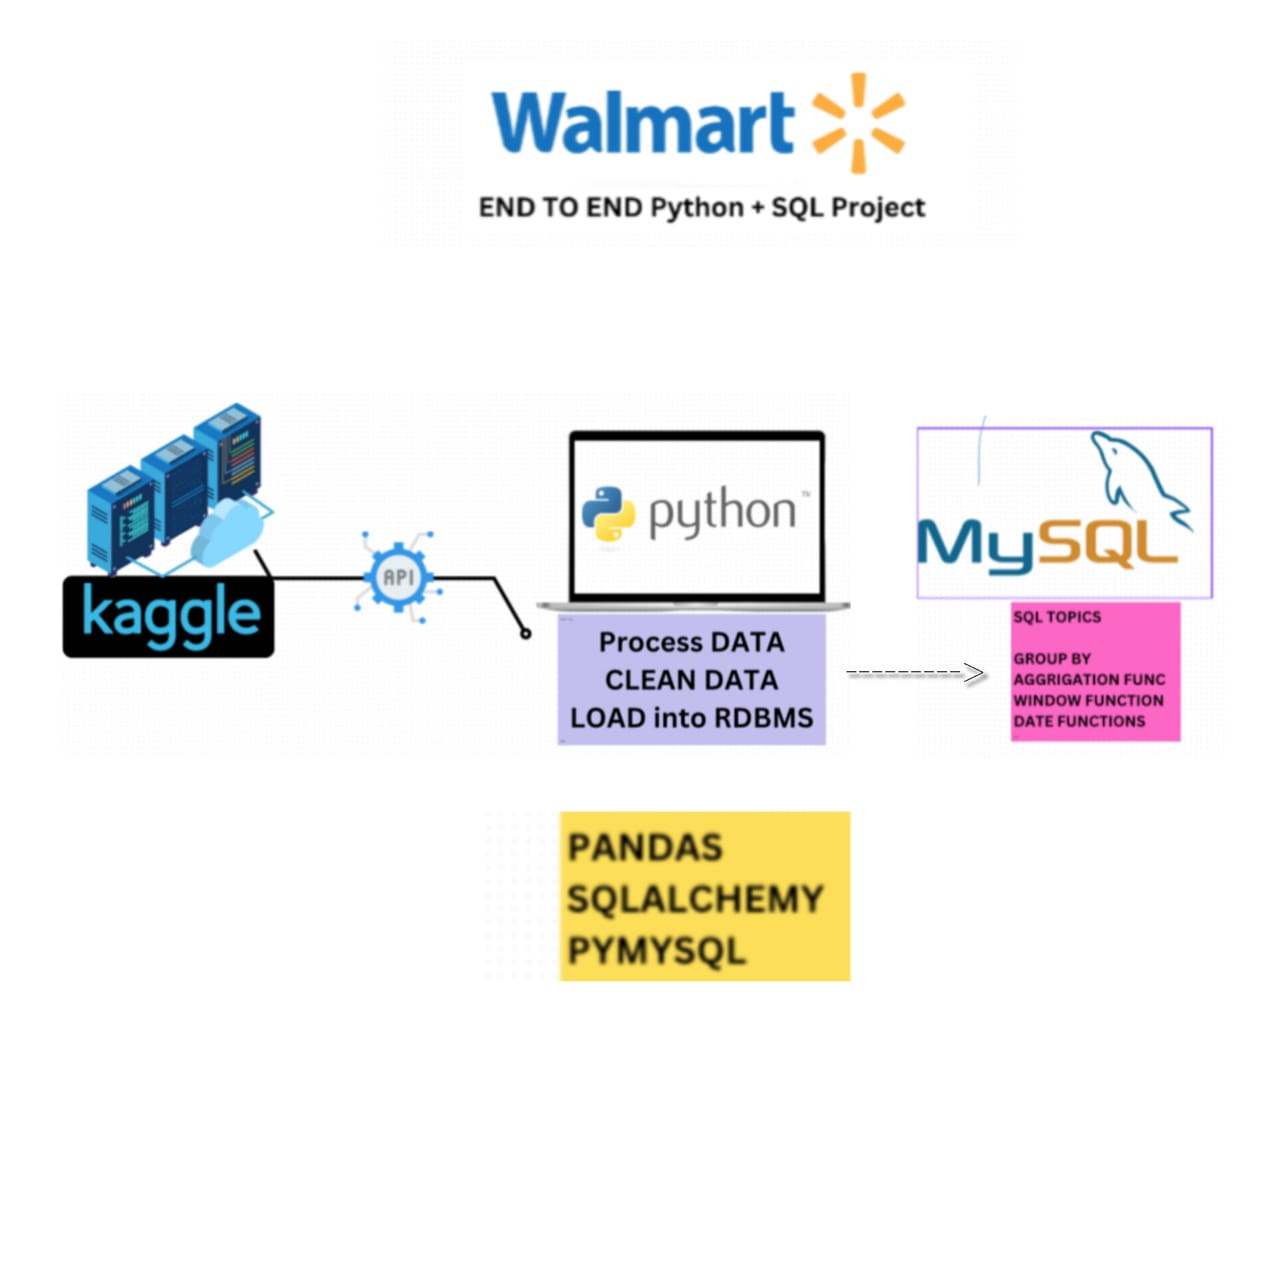 Walmart
END TO END Python + SQL Project
kaggle
API
python™
Process DATA
CLEAN DATA
LOAD into RDBMS
MySQL
SQL TOPICS
GROUP BY
AGGRIGATION FUNC
WINDOW FUNCTION
DATE FUNCTIONS
PANDAS
SQLALCHEMY
PYMYSQL